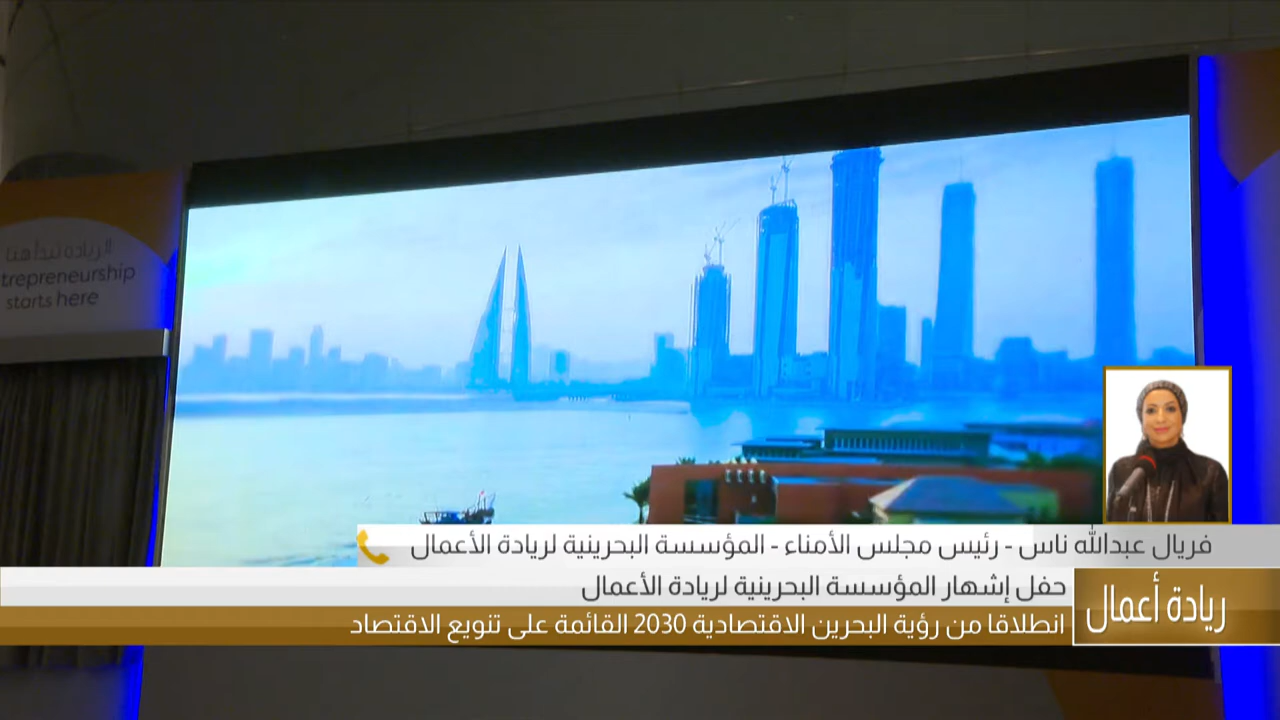 الريادة تبدأ هنا
trepreneurship
starts here
فريال عبدالله ناس - رئيس مجلس الأمناء - المؤسسة البحرينية لريادة الأعمال
حفل إشهار المؤسسة البحرينية لريادة الأعمال
ريادة أعمال
انطلاقا من رؤية البحرين الاقتصادية 2030 القائمة على تنويع الاقتصاد